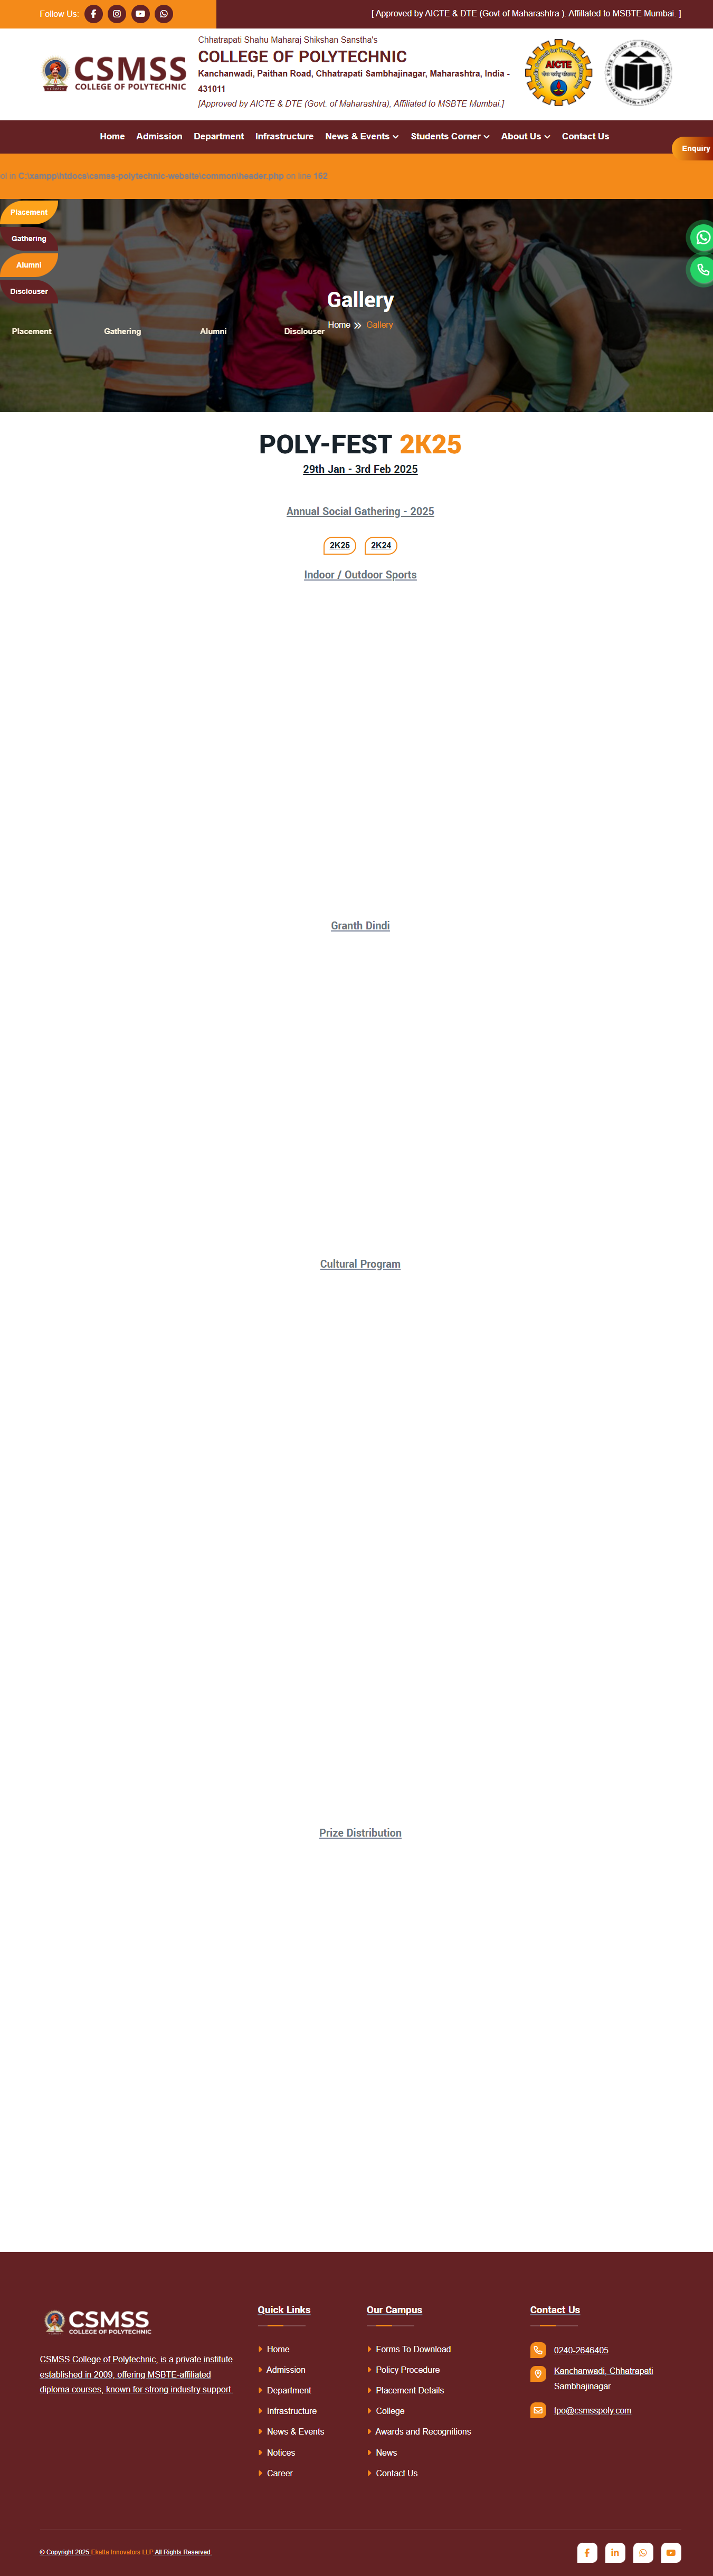 Follow Us:
[ Approved by AICTE & DTE (Govt of Maharashtra ). Affillated to MSBTE Mumbai. ]
CSMSS
COLLEGE OF POLYTECHNIC
Chhatrapati Shahu Maharaj Shikshan Sanstha's
COLLEGE OF POLYTECHNIC
Kanchanwadi, Paithan Road, Chhatrapati Sambhajinagar, Maharashtra, India -
431011
[Approved by AICTE & DTE (Govt. of Maharashtra), Affiliated to MSBTE Mumbai.]
AICTE
Home Admission Department Infrastructure News & Events Students Corner About Us Contact Us
Enquiry
ol in C:\xampp\htdocs\csmss-polytechnic-website\common\header.php on line 162
Placement
Gathering
Alumni
Disclouser
Gallery
Home Gallery
Placement Gathering Alumni Disclouser
POLY-FEST 2K25
29th Jan - 3rd Feb 2025
Annual Social Gathering - 2025
2K25 2K24
Indoor / Outdoor Sports
Granth Dindi
Cultural Program
Prize Distribution
CSMSS
COLLEGE OF POLYTECHNIC
CSMSS College of Polytechnic, is a private institute
established in 2009, offering MSBTE-affiliated
diploma courses, known for strong industry support.
Quick Links
Home
Admission
Department
Infrastructure
News & Events
Notices
Career
Our Campus
Forms To Download
Policy Procedure
Placement Details
College
Awards and Recognitions
News
Contact Us
Contact Us
0240-2646405
Kanchanwadi, Chhatrapati
Sambhajinagar
tpo@csmsspoly.com
© Copyright 2025 Ekatta Innovators LLP All Rights Reserved.